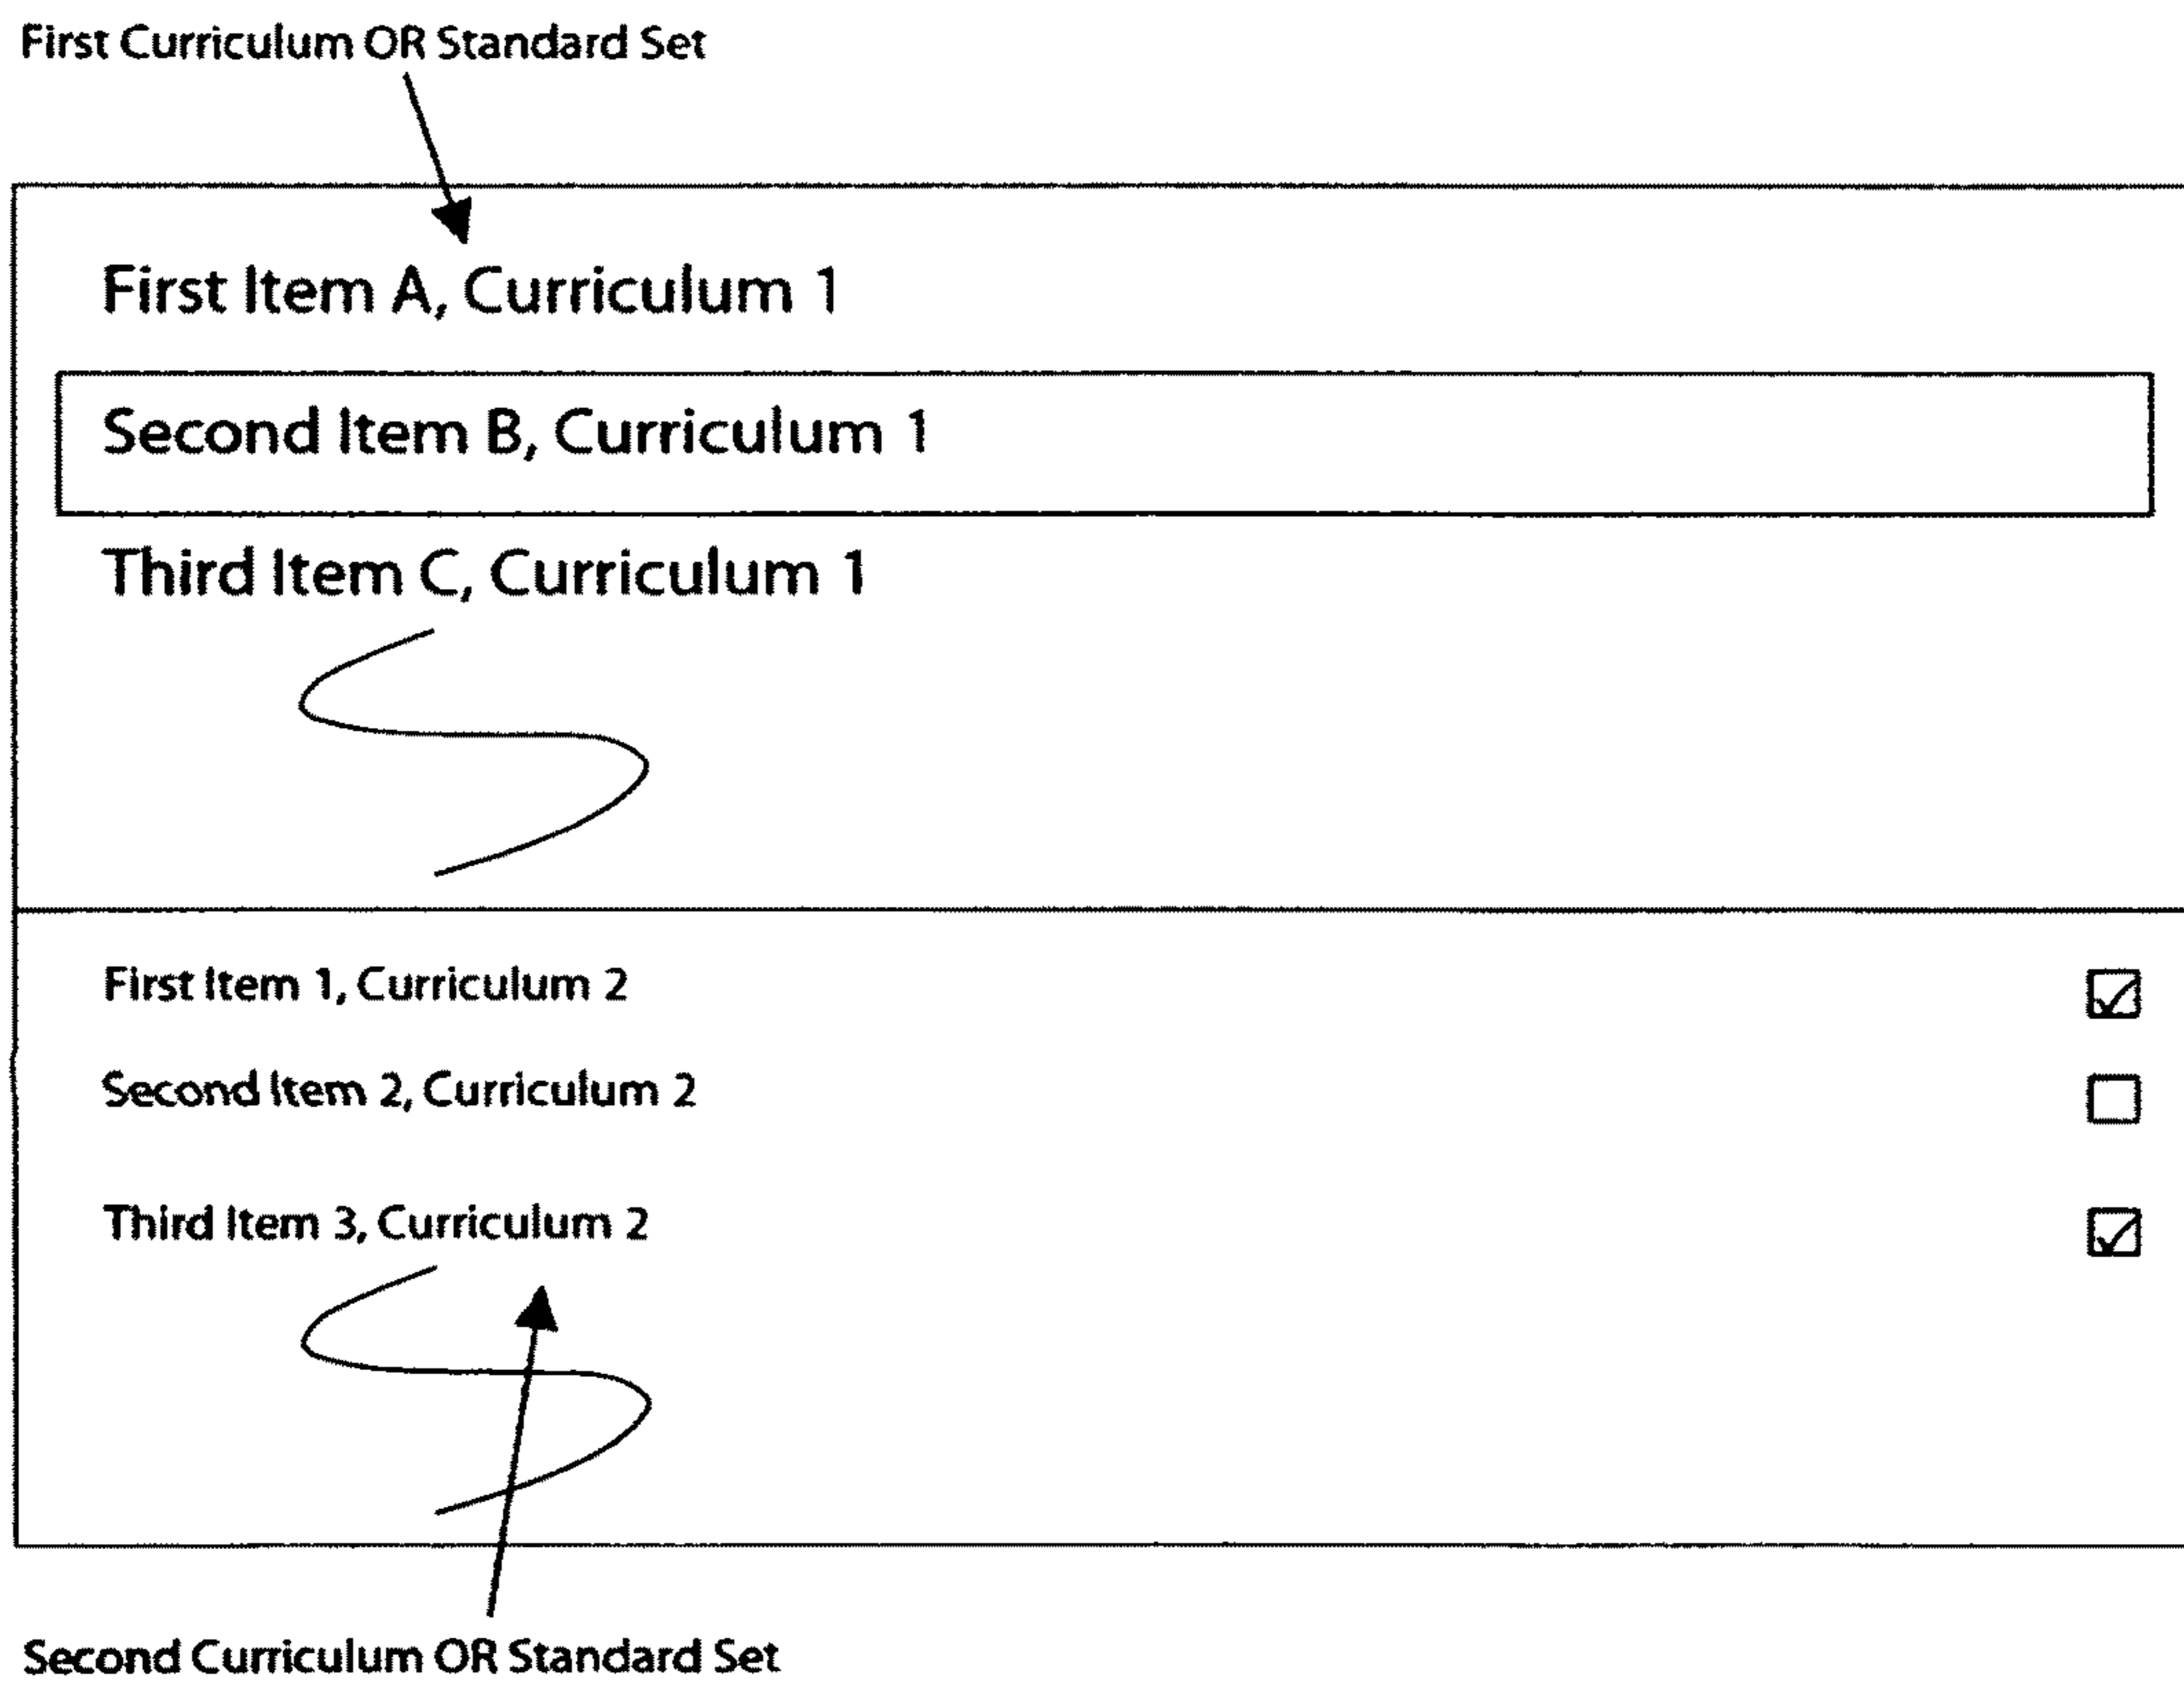 First Curriculum OR Standard Set
First Item A, Curriculum 1
Second Item B, Curriculum 1
Third Item C, Curriculum 1
First Item 1, Curriculum 2
Second Item 2, Curriculum 2
Third Item 3, Curriculum 2
Second Curriculum OR Standard Set